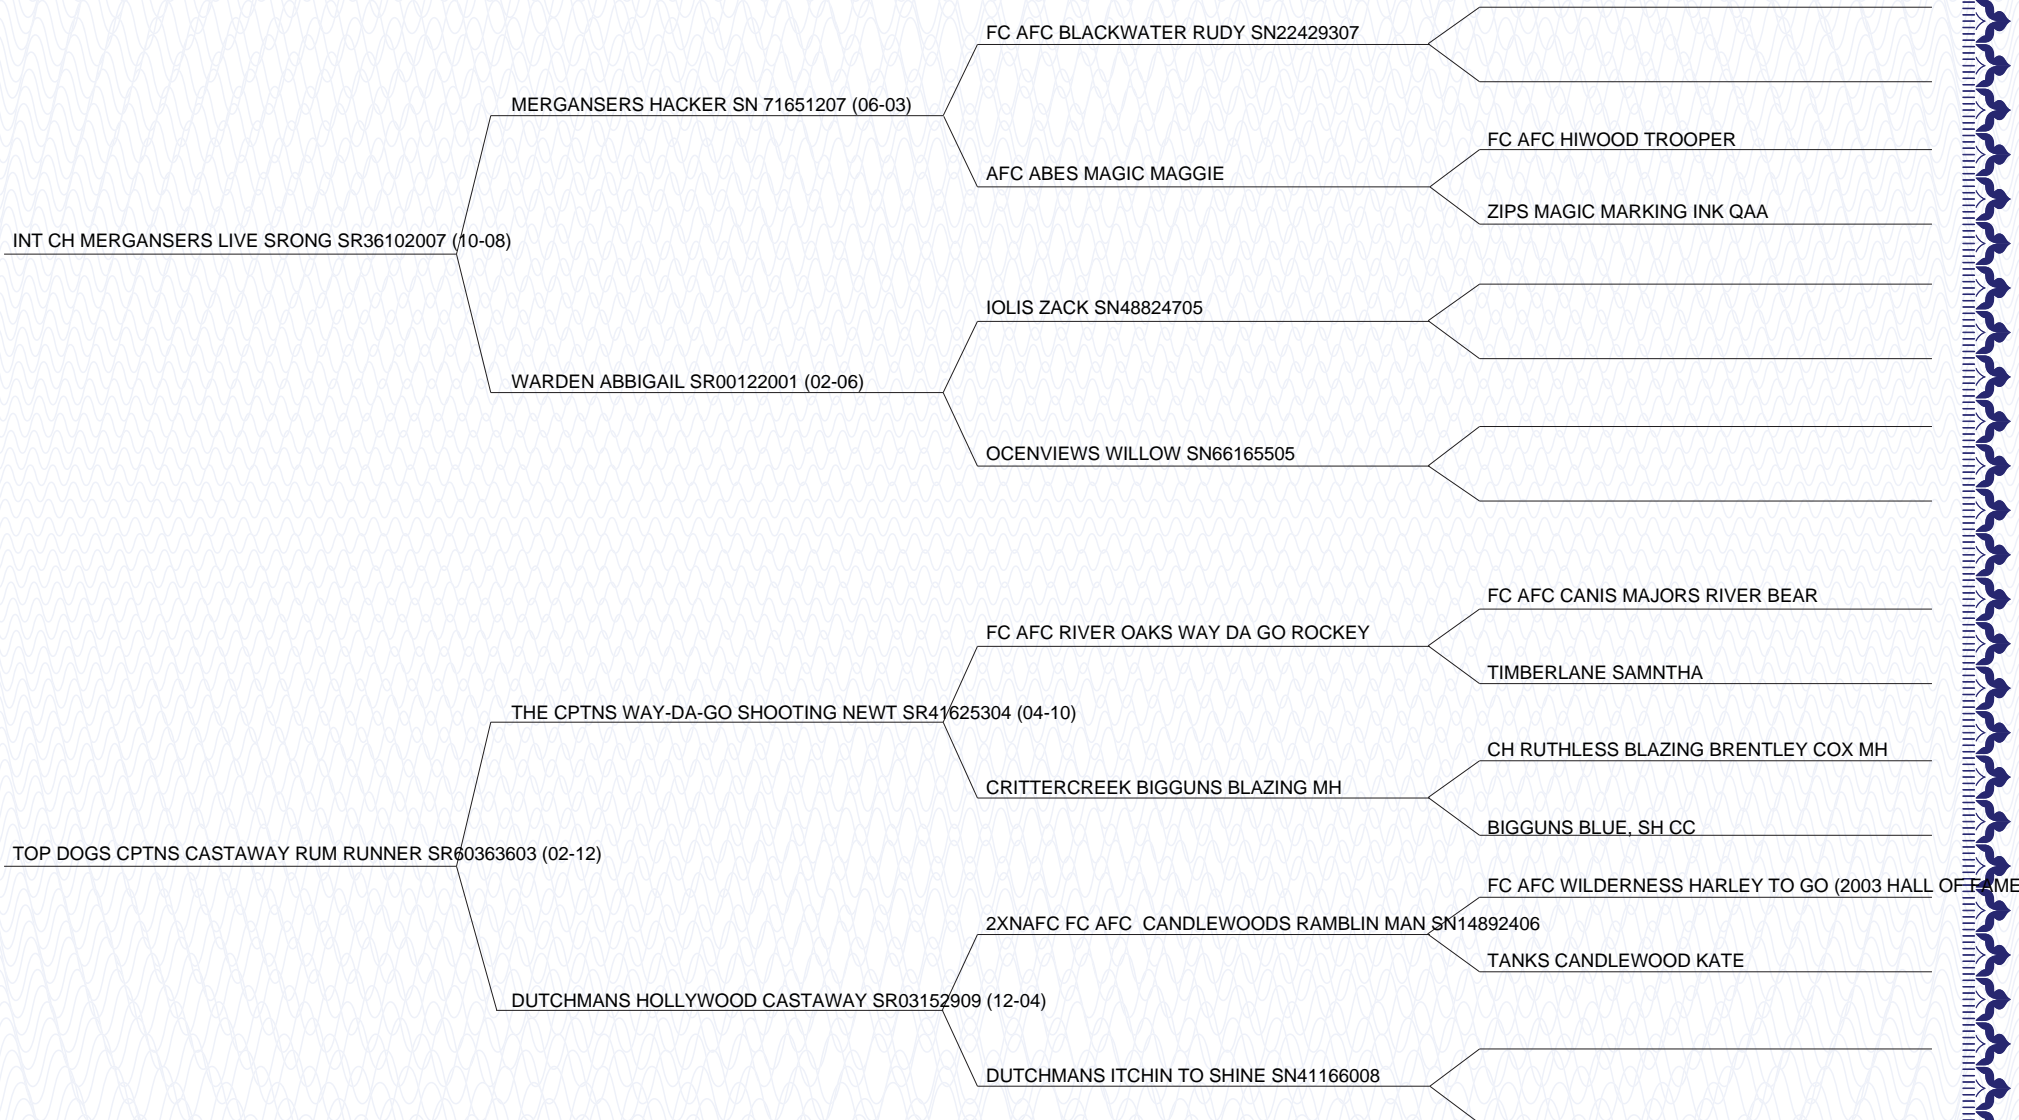 FC AFC BLACKWATER RUDY SN22429307
MERGANSERS HACKER SN 71651207 (06-03)
FC AFC HIWOOD TROOPER
AFC ABES MAGIC MAGGIE
ZIPS MAGIC MARKING INK QAA
INT CH MERGANSERS LIVE SRONG SR36102007 (10-08)
IOLIS ZACK SN48824705
WARDEN ABBIGAIL SR00122001 (02-06)
OCENVIEWS WILLOW SN66165505
FC AFC CANIS MAJORS RIVER BEAR
FC AFC RIVER OAKS WAY DA GO ROCKEY
TIMBERLANE SAMNTHA
THE CPTNS WAY-DA-GO SHOOTING NEWT SR41625304 (04-10)
CH RUTHLESS BLAZING BRENTLEY COX MH
CRITTERCREEK BIGGUNS BLAZING MH
BIGGUNS BLUE, SH CC
TOP DOGS CPTNS CASTAWAY RUM RUNNER SR60363603 (02-12)
FC AFC WILDERNESS HARLEY TO GO (2003 HALL OF FAME
2XNAFC FC AFC  CANDLEWOODS RAMBLIN MAN SN14892406
TANKS CANDLEWOOD KATE
DUTCHMANS HOLLYWOOD CASTAWAY SR03152909 (12-04)
DUTCHMANS ITCHIN TO SHINE SN41166008